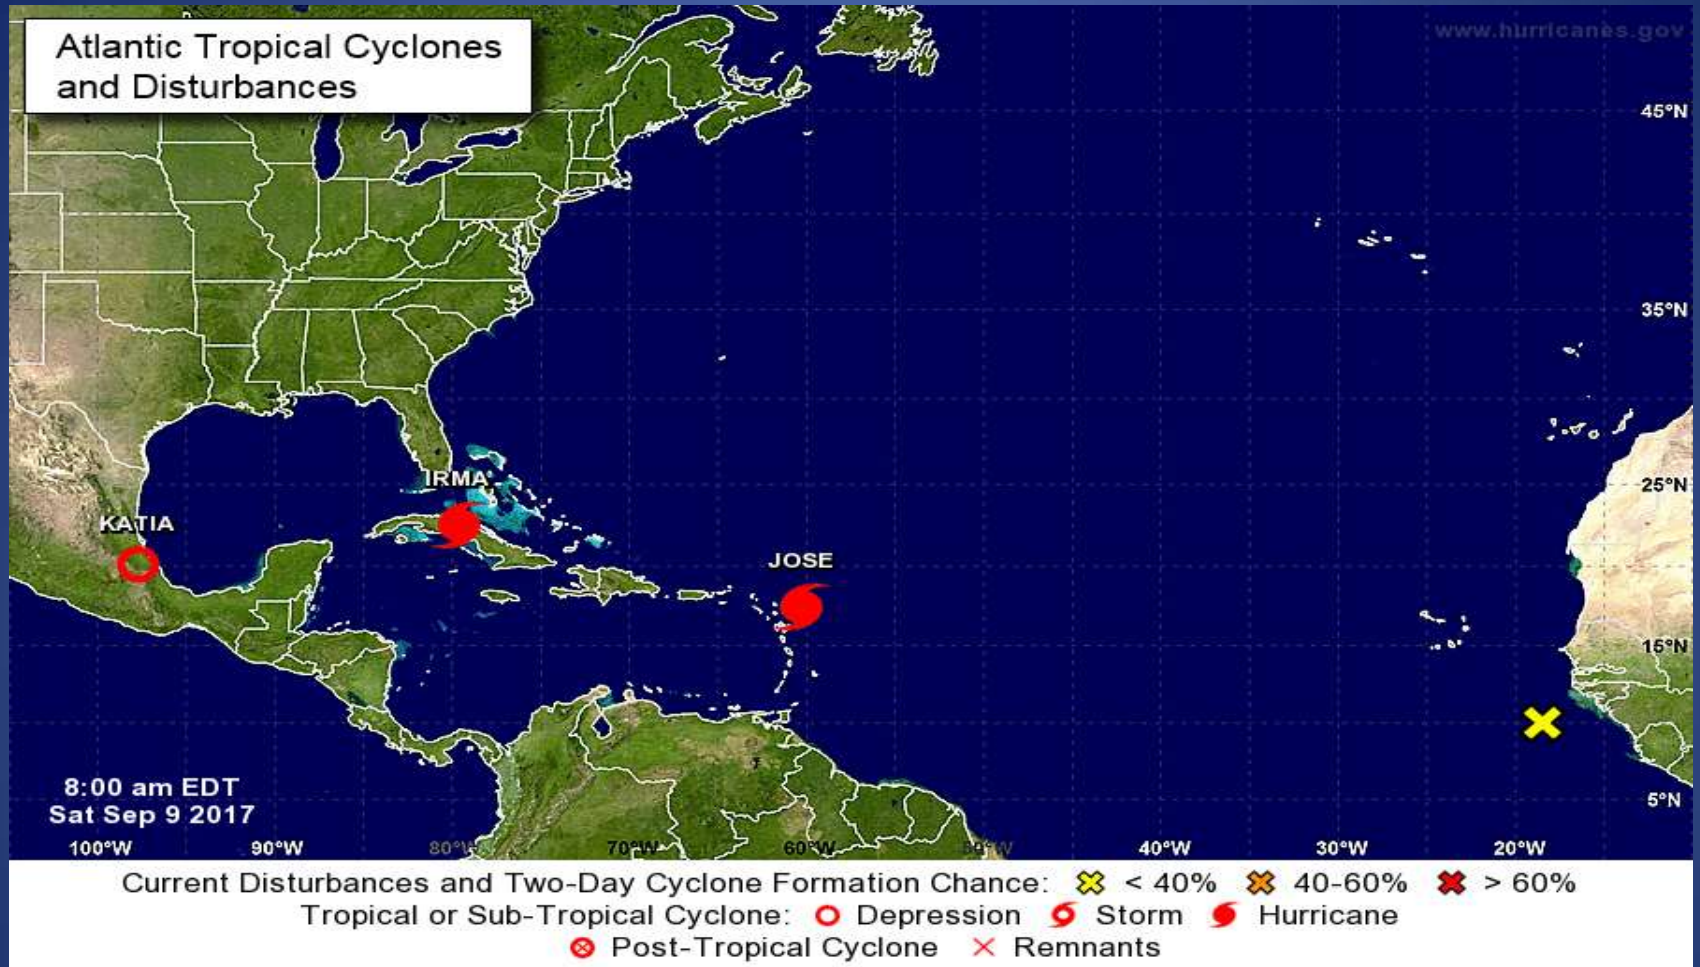 Atlantic Tropical Cyclones
and Disturbances
www.hurricanes.gov
45°N
35°N
IRMA
25°N
KATIA
JOSE
15°N
8:00 am EDT
Sat Sep 9 2017
5°N
100°W 90°W 80°W 70°W 60°W 50°W 40°W 30°W 20°W
Current Disturbances and Two-Day Cyclone Formation Chance: < 40% 40-60% > 60%
Tropical or Sub-Tropical Cyclone: Depression Storm Hurricane
Post-Tropical Cyclone Remnants